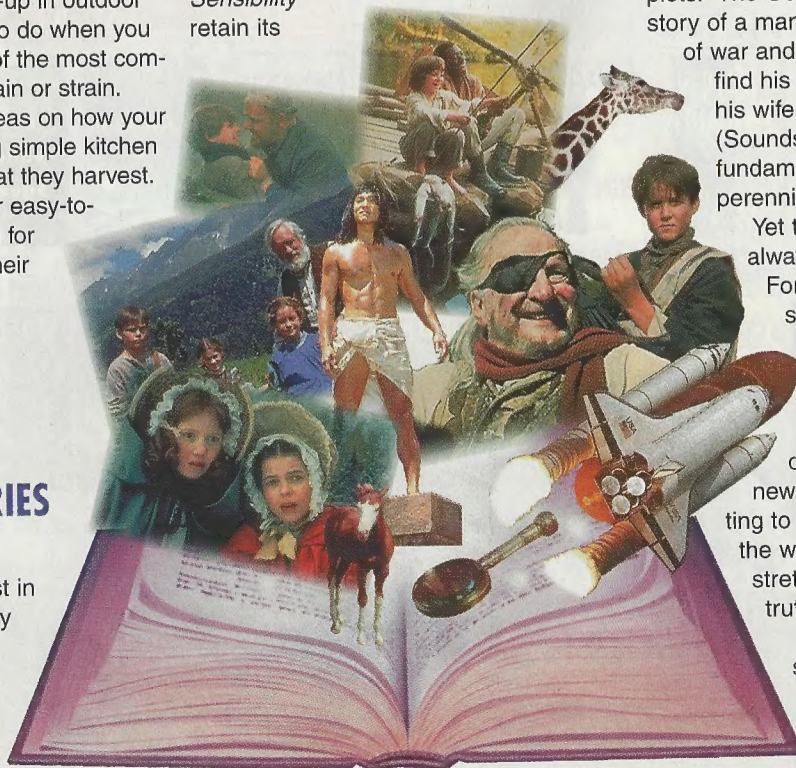 -up in outdoor
o do when you
of the most com-
ain or strain.
eas on how your
g simple kitchen
at they harvest.
r easy-to-
for
heir
RIES
st in
y
Sensibility
retain its
story of a man
of war and
find his
his wife
(Sounds
fundam
perenni
Yet t
alwa
For
s
new
ting to
the w
stret
trut
s